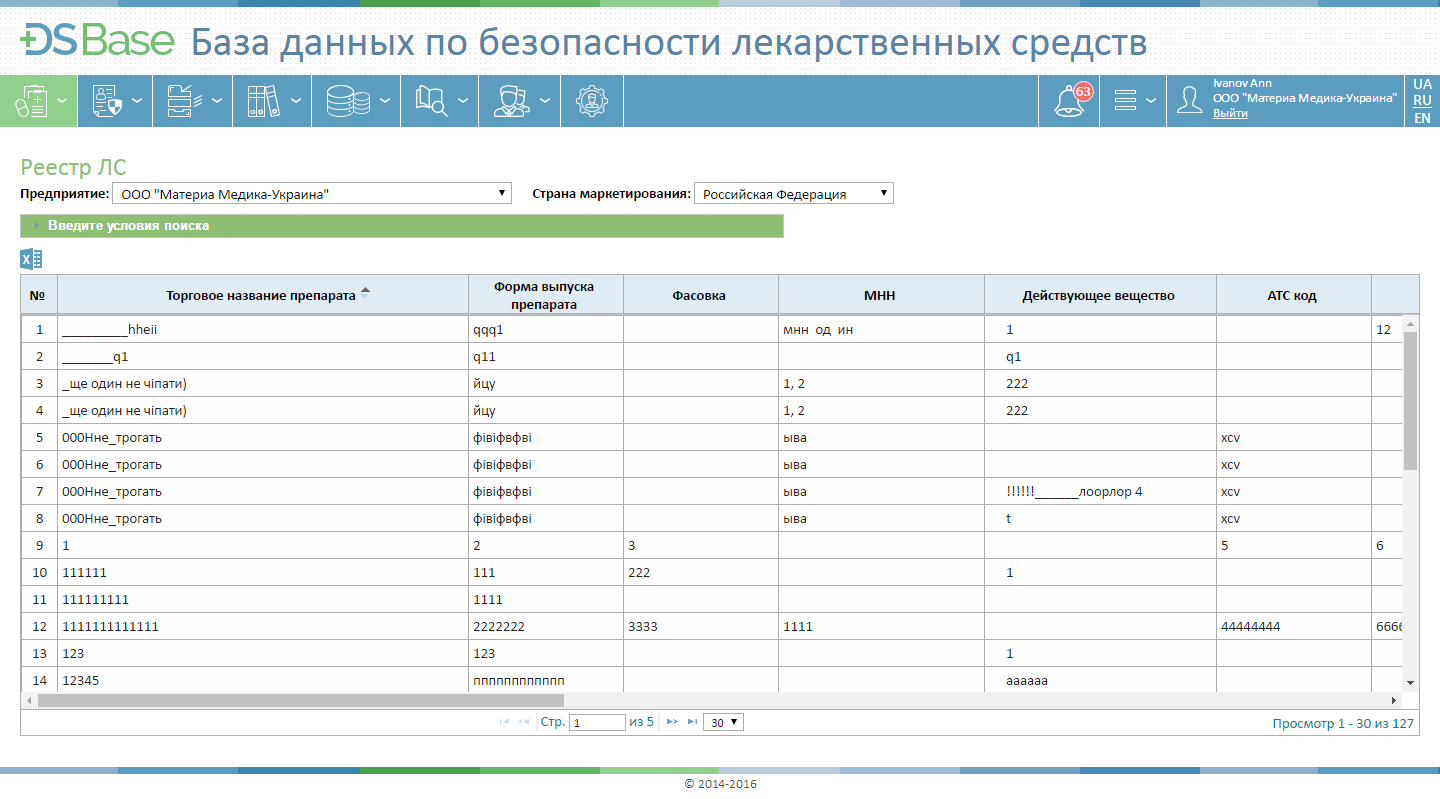 DSBase База данных по безопасности лекарственных средств
63
Ivanov Ann
ООО "Материа Медика-Украина"
Выйти
UA
RU
EN
Реестр ЛС
Предприятие: ООО "Материа Медика-Украина" Страна маркетирования: Российская Федерация
Введите условия поиска
X
№ Торговое название препарата Форма выпуска препарата Фасовка МНН Действующее вещество АТС код
1 _________hheii qqq1 мнн од ин 1 12
2 _______q1 q11 q1
3 _ще один не чіпати) йцу 1, 2 222
4 _ще один не чіпати) йцу 1, 2 222
5 000Нне_трогать фівіфвфві ыва xcv
6 000Нне_трогать фівіфвфві ыва xcv
7 000Нне_трогать фівіфвфві ыва !!!!!!______лоорлор 4 xcv
8 000Нне_трогать фівіфвфві ыва t xcv
9 1 2 3 5 6
10 111111 111 222 1
11 111111111 1111
12 1111111111111 2222222 3333 1111 44444444 6666
13 123 123 1
14 12345 пппппппппппп аааааа
Стр. 1 из 5 30 Просмотр 1 - 30 из 127
© 2014-2016